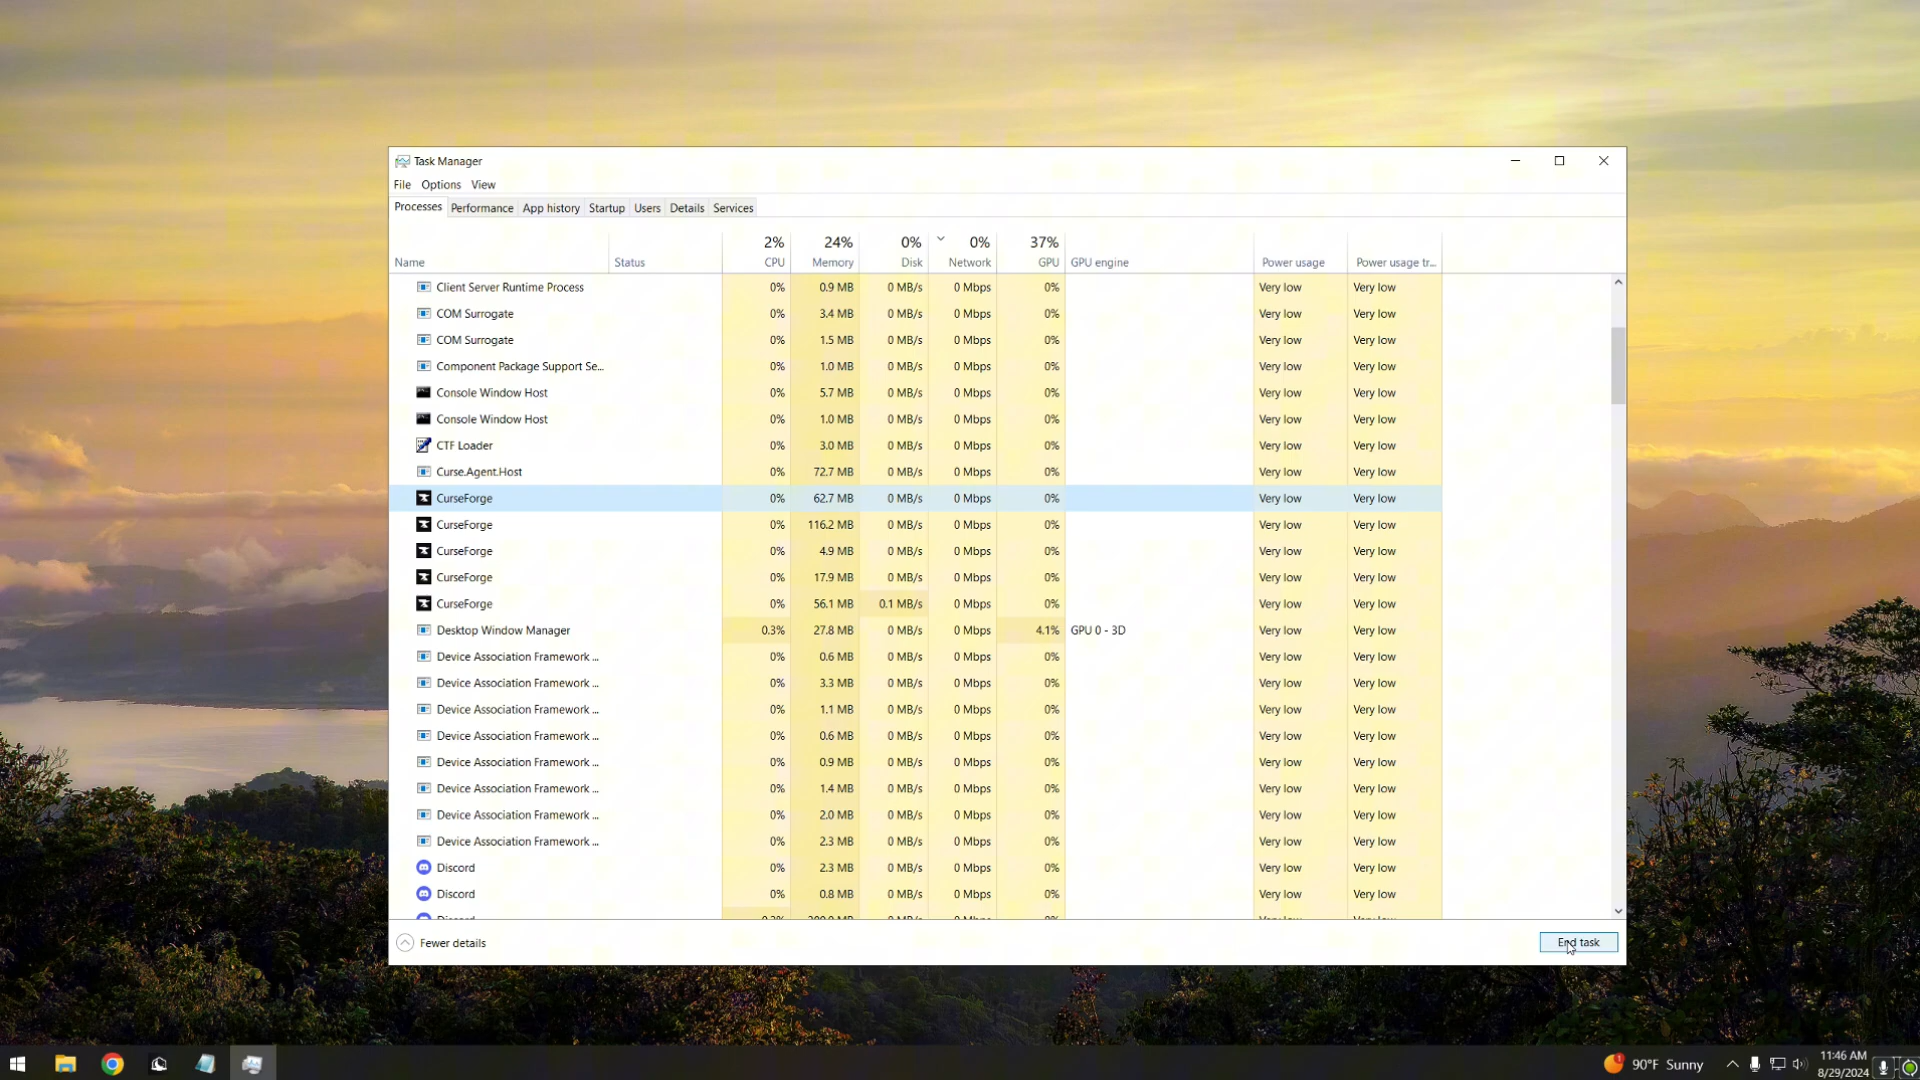 Task Manager
File Options View
Processes Performance App history Startup Users Details Services
2% 24% 0% 0% 37%
Name Status CPU Memory Disk Network GPU GPU engine Power usage Power usage tr...
Client Server Runtime Process 0% 0.9 MB 0 MB/s 0 Mbps 0% Very low Very low
COM Surrogate 0% 3.4 MB 0 MB/s 0 Mbps 0% Very low Very low
COM Surrogate 0% 1.5 MB 0 MB/s 0 Mbps 0% Very low Very low
Component Package Support Se... 0% 1.0 MB 0 MB/s 0 Mbps 0% Very low Very low
Console Window Host 0% 5.7 MB 0 MB/s 0 Mbps 0% Very low Very low
Console Window Host 0% 1.0 MB 0 MB/s 0 Mbps 0% Very low Very low
CTF Loader 0% 3.0 MB 0 MB/s 0 Mbps 0% Very low Very low
Curse.Agent.Host 0% 72.7 MB 0 MB/s 0 Mbps 0% Very low Very low
CurseForge 0% 62.7 MB 0 MB/s 0 Mbps 0% Very low Very low
CurseForge 0% 116.2 MB 0 MB/s 0 Mbps 0% Very low Very low
CurseForge 0% 4.9 MB 0 MB/s 0 Mbps 0% Very low Very low
CurseForge 0% 17.9 MB 0 MB/s 0 Mbps 0% Very low Very low
CurseForge 0% 56.1 MB 0.1 MB/s 0 Mbps 0% Very low Very low
Desktop Window Manager 0.3% 27.8 MB 0 MB/s 0 Mbps 4.1% GPU 0 - 3D Very low Very low
Device Association Framework ... 0% 0.6 MB 0 MB/s 0 Mbps 0% Very low Very low
Device Association Framework ... 0% 3.3 MB 0 MB/s 0 Mbps 0% Very low Very low
Device Association Framework ... 0% 1.1 MB 0 MB/s 0 Mbps 0% Very low Very low
Device Association Framework ... 0% 0.6 MB 0 MB/s 0 Mbps 0% Very low Very low
Device Association Framework ... 0% 0.9 MB 0 MB/s 0 Mbps 0% Very low Very low
Device Association Framework ... 0% 1.4 MB 0 MB/s 0 Mbps 0% Very low Very low
Device Association Framework ... 0% 2.0 MB 0 MB/s 0 Mbps 0% Very low Very low
Device Association Framework ... 0% 2.3 MB 0 MB/s 0 Mbps 0% Very low Very low
Discord 0% 2.3 MB 0 MB/s 0 Mbps 0% Very low Very low
Discord 0% 0.8 MB 0 MB/s 0 Mbps 0% Very low Very low
Fewer details End task
1 90°F Sunny 11:46 AM
8/29/2024